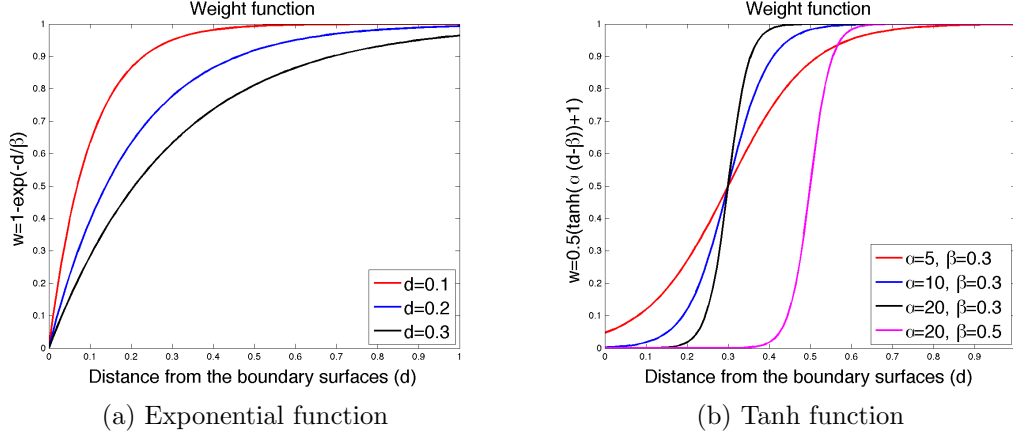 Weight function
w=1-exp(-d/β)
1
0.9
0.8
0.7
0.6
0.5
0.4
0.3
0.2
0.1
0
0 0.1 0.2 0.3 0.4 0.5 0.6 0.7 0.8 0.9 1
d=0.1
d=0.2
d=0.3
Distance from the boundary surfaces (d)
(a) Exponential function
Weight function
w=0.5(tanh( α (d-β))+1)
1
0.9
0.8
0.7
0.6
0.5
0.4
0.3
0.2
0.1
0
0 0.1 0.2 0.3 0.4 0.5 0.6 0.7 0.8 0.9
α=5, β=0.3
α=10, β=0.3
α=20, β=0.3
α=20, β=0.5
Distance from the boundary surfaces (d)
(b) Tanh function